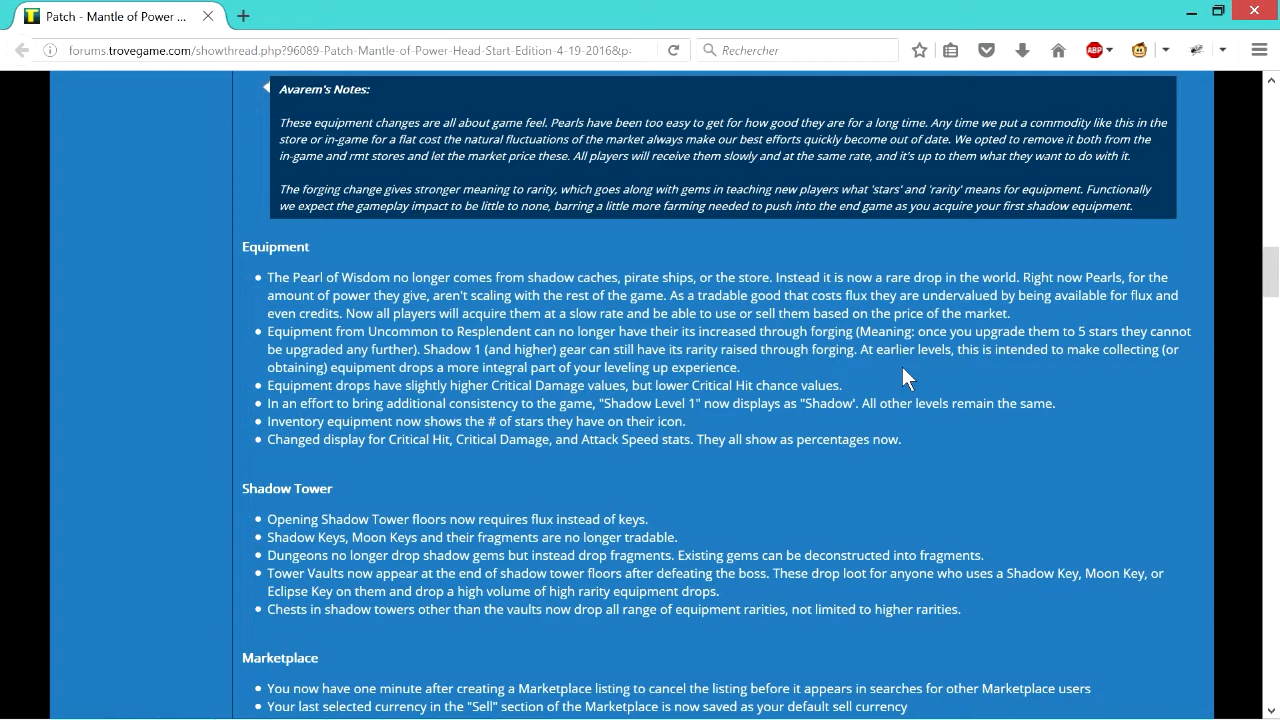 Patch - Mantle of Power ...
forums.trovegame.com/showthread.php?96089-Patch-Mantle-of-Power-Head-Start-Edition-4-19-2016&p=
Rechercher
ABP
Avarem's Notes:
These equipment changes are all about game feel. Pearls have been too easy to get for how good they are for a long time. Any time we put a commodity like this in the
store or in-game for a flat cost the natural fluctuations of the market always make our best efforts quickly become out of date. We opted to remove it both from the
in-game and rmt stores and let the market price these. All players will receive them slowly and at the same rate, and it's up to them what they want to do with it.
The forging change gives stronger meaning to rarity, which goes along with gems in teaching new players what 'stars' and 'rarity' means for equipment. Functionally
we expect the gameplay impact to be little to none, barring a little more farming needed to push into the end game as you acquire your first shadow equipment.
Equipment
The Pearl of Wisdom no longer comes from shadow caches, pirate ships, or the store. Instead it is now a rare drop in the world. Right now Pearls, for the
amount of power they give, aren't scaling with the rest of the game. As a tradable good that costs flux they are undervalued by being available for flux and
even credits. Now all players will acquire them at a slow rate and be able to use or sell them based on the price of the market.
Equipment from Uncommon to Resplendent can no longer have their its increased through forging (Meaning: once you upgrade them to 5 stars they cannot
be upgraded any further). Shadow 1 (and higher) gear can still have its rarity raised through forging. At earlier levels, this is intended to make collecting (or
obtaining) equipment drops a more integral part of your leveling up experience.
Equipment drops have slightly higher Critical Damage values, but lower Critical Hit chance values.
In an effort to bring additional consistency to the game, "Shadow Level 1" now displays as "Shadow'. All other levels remain the same.
Inventory equipment now shows the # of stars they have on their icon.
Changed display for Critical Hit, Critical Damage, and Attack Speed stats. They all show as percentages now.
Shadow Tower
Opening Shadow Tower floors now requires flux instead of keys.
Shadow Keys, Moon Keys and their fragments are no longer tradable.
Dungeons no longer drop shadow gems but instead drop fragments. Existing gems can be deconstructed into fragments.
Tower Vaults now appear at the end of shadow tower floors after defeating the boss. These drop loot for anyone who uses a Shadow Key, Moon Key, or
Eclipse Key on them and drop a high volume of high rarity equipment drops.
Chests in shadow towers other than the vaults now drop all range of equipment rarities, not limited to higher rarities.
Marketplace
You now have one minute after creating a Marketplace listing to cancel the listing before it appears in searches for other Marketplace users
Your last selected currency in the "Sell" section of the Marketplace is now saved as your default sell currency